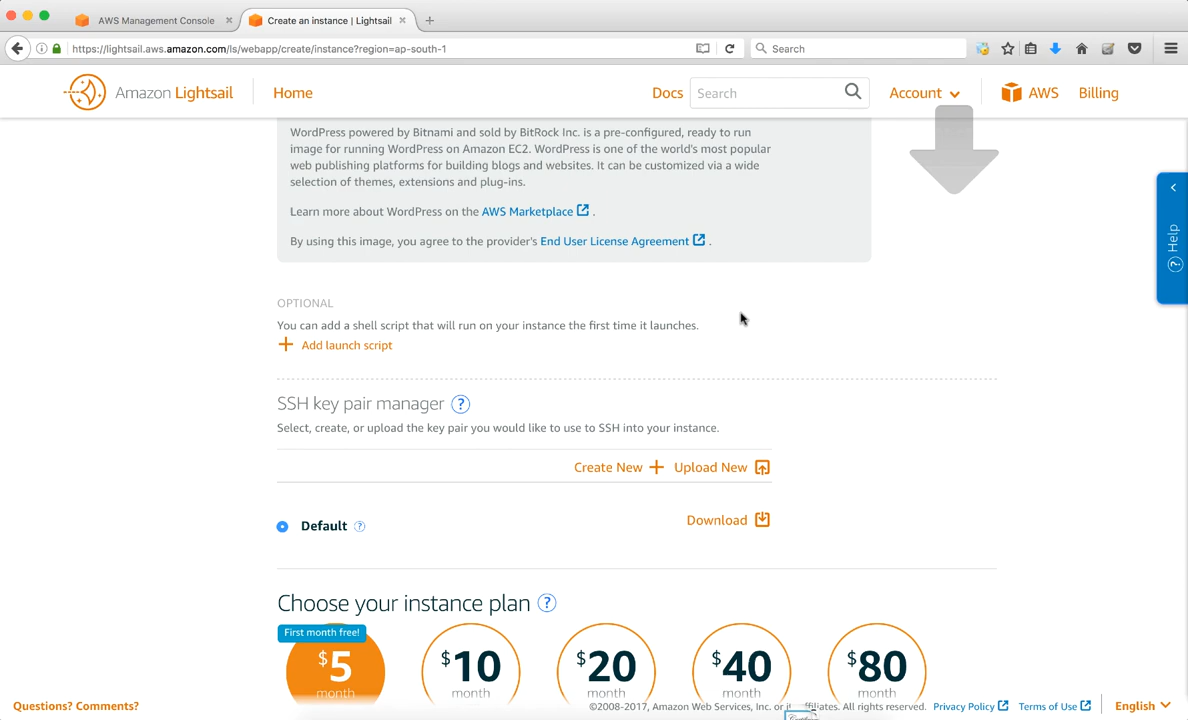 AWS Management Console
Create an instance | Lightsail
https://lightsail.aws.amazon.com/ls/webapp/create/instance?region=ap-south-1
Search
Amazon Lightsail
Home
Docs
Search
Account
AWS
Billing
WordPress powered by Bitnami and sold by BitRock Inc. is a pre-configured, ready to run
image for running WordPress on Amazon EC2. WordPress is one of the world's most popular
web publishing platforms for building blogs and websites. It can be customized via a wide
selection of themes, extensions and plug-ins.
Learn more about WordPress on the AWS Marketplace .
By using this image, you agree to the provider's End User License Agreement .
? Help
OPTIONAL
You can add a shell script that will run on your instance the first time it launches.
+ Add launch script
SSH key pair manager ?
Select, create, or upload the key pair you would like to use to SSH into your instance.
Create New + Upload New
Default ?
Download
Choose your instance plan ?
First month free!
$5 month
$10 month
$20 month
$40 month
$80 month
Questions? Comments?
©2008-2017, Amazon Web Services, Inc. or affiliates. All rights reserved.
Privacy Policy
Terms of Use
English